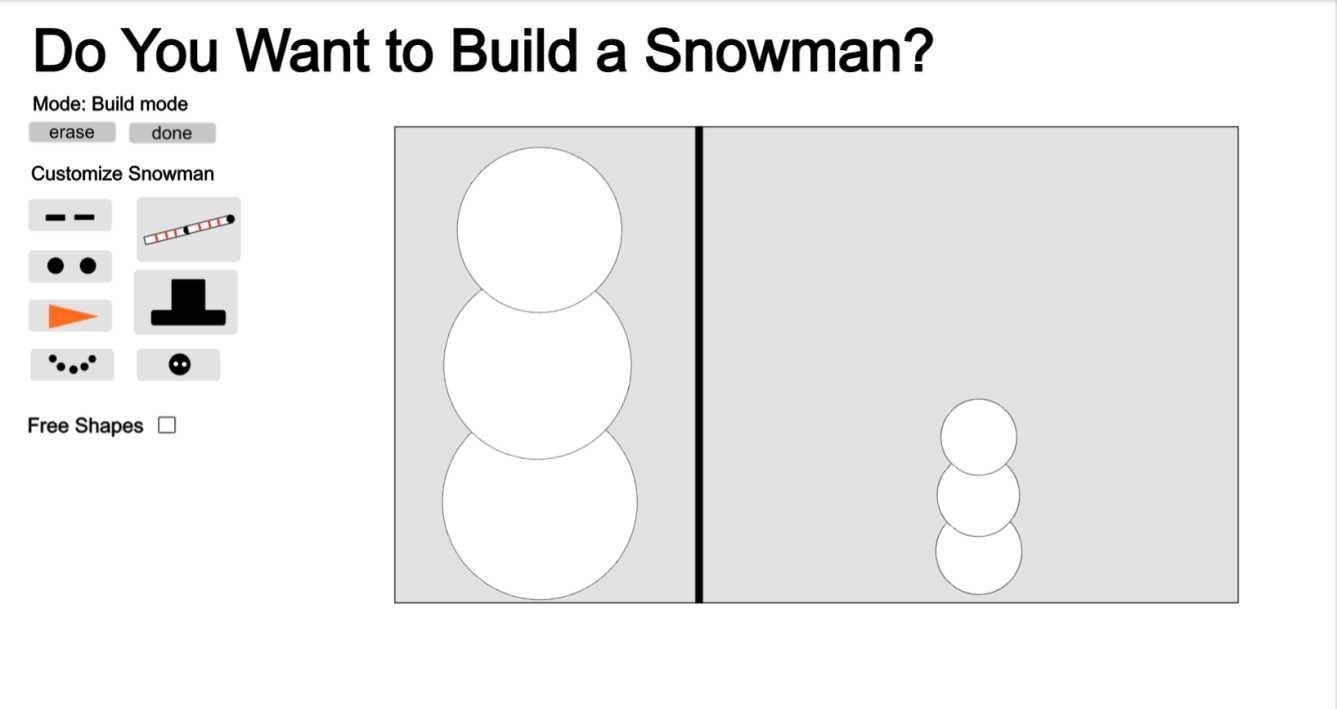 Do You Want to Build a Snowman?
Mode: Build mode
erase done
Customize Snowman
Free Shapes